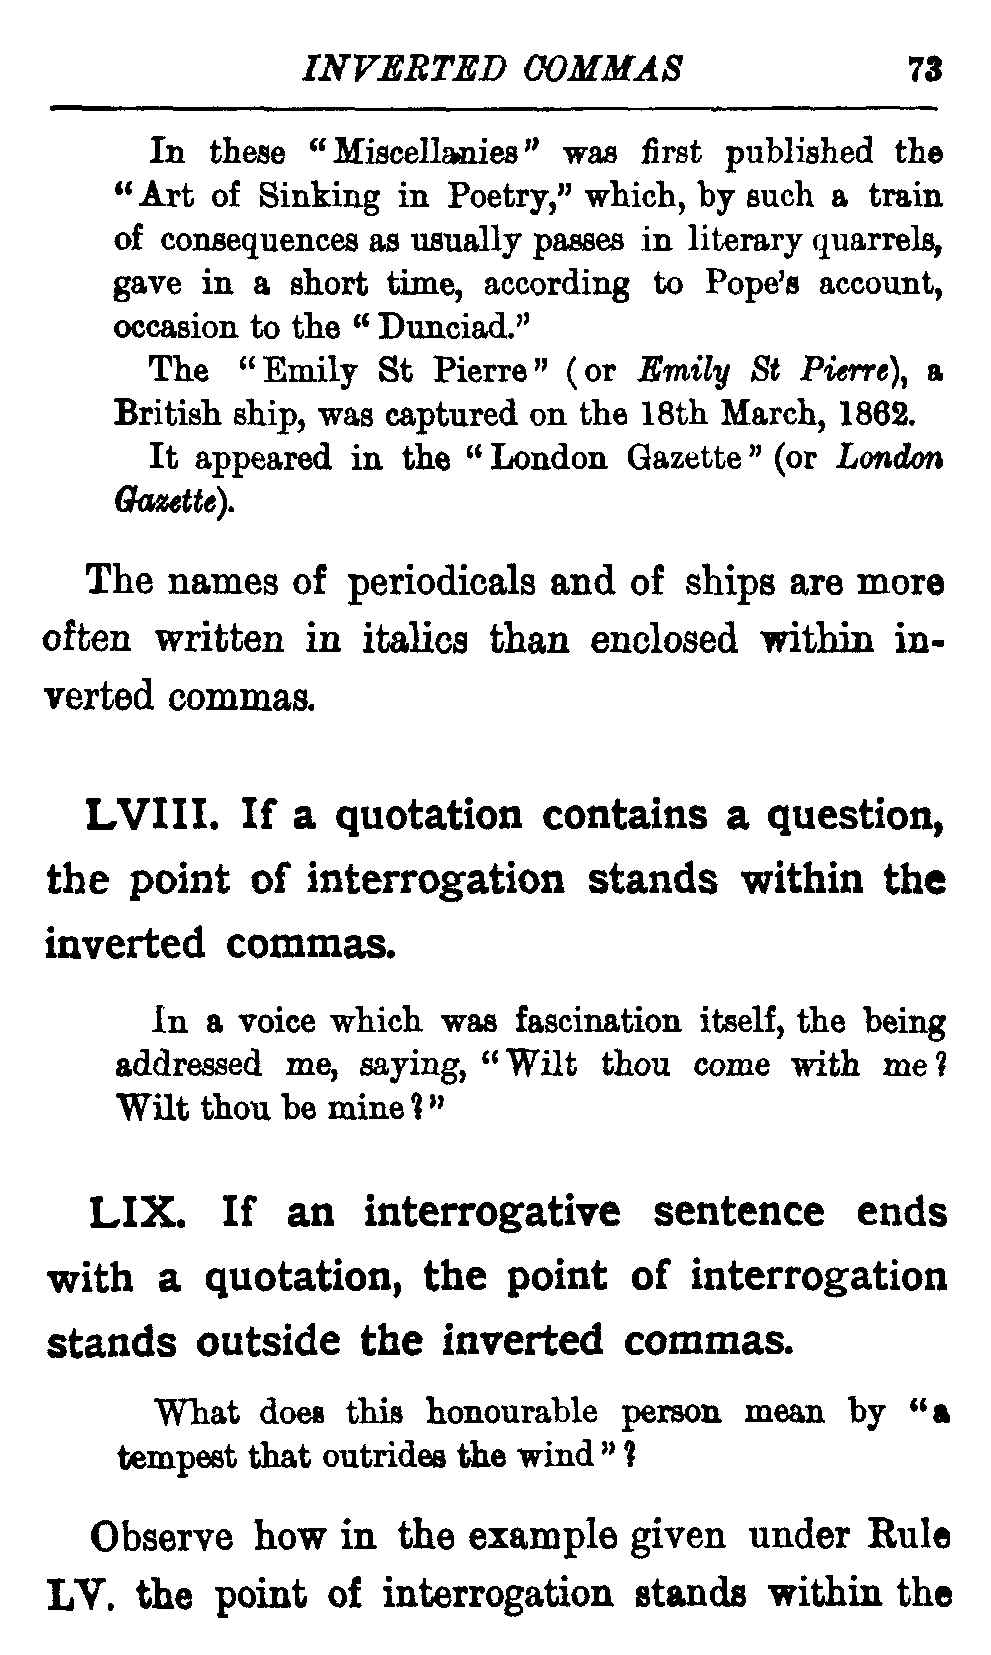 INVERTED COMMAS 73
In these “Miscellanies” was first published the
“Art of Sinking in Poetry,” which, by such a train
of consequences as usually passes in literary quarrels,
gave in a short time, according to Pope’s account,
occasion to the “Dunciad.”
The “Emily St Pierre” (or Emily St Pierre), a
British ship, was captured on the 18th March, 1862.
It appeared in the “London Gazette” (or London
Gazette).
The names of periodicals and of ships are more
often written in italics than enclosed within in-
verted commas.
LVIII. If a quotation contains a question,
the point of interrogation stands within the
inverted commas.
In a voice which was fascination itself, the being
addressed me, saying, “Wilt thou come with me?
Wilt thou be mine?”
LIX. If an interrogative sentence ends
with a quotation, the point of interrogation
stands outside the inverted commas.
What does this honourable person mean by “a
tempest that outrides the wind”?
Observe how in the example given under Rule
LV. the point of interrogation stands within the